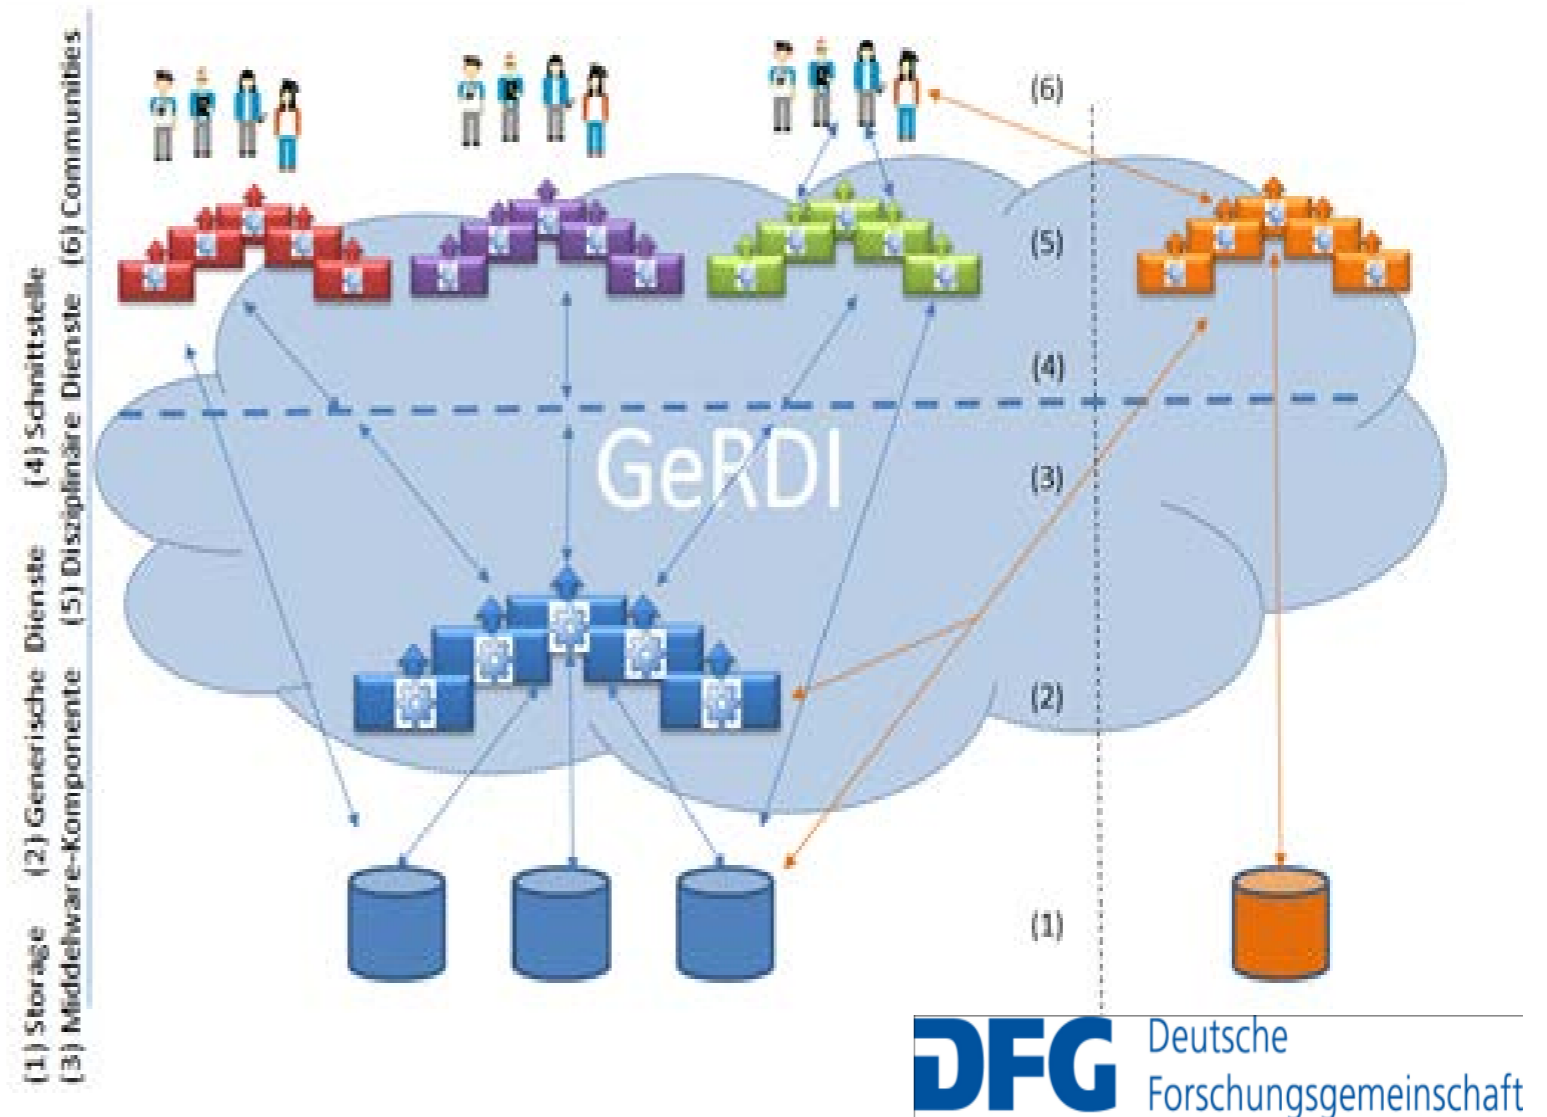 (1) Storage (2) Generische Dienste (4) Schnittstelle
(3) Middelware-Komponente (5) Disziplinäre Dienste (6) Communities
(6)
(5)
(4)
GeRDI
(3)
(2)
(1)
DFG
Deutsche
Forschungsgemeinschaft